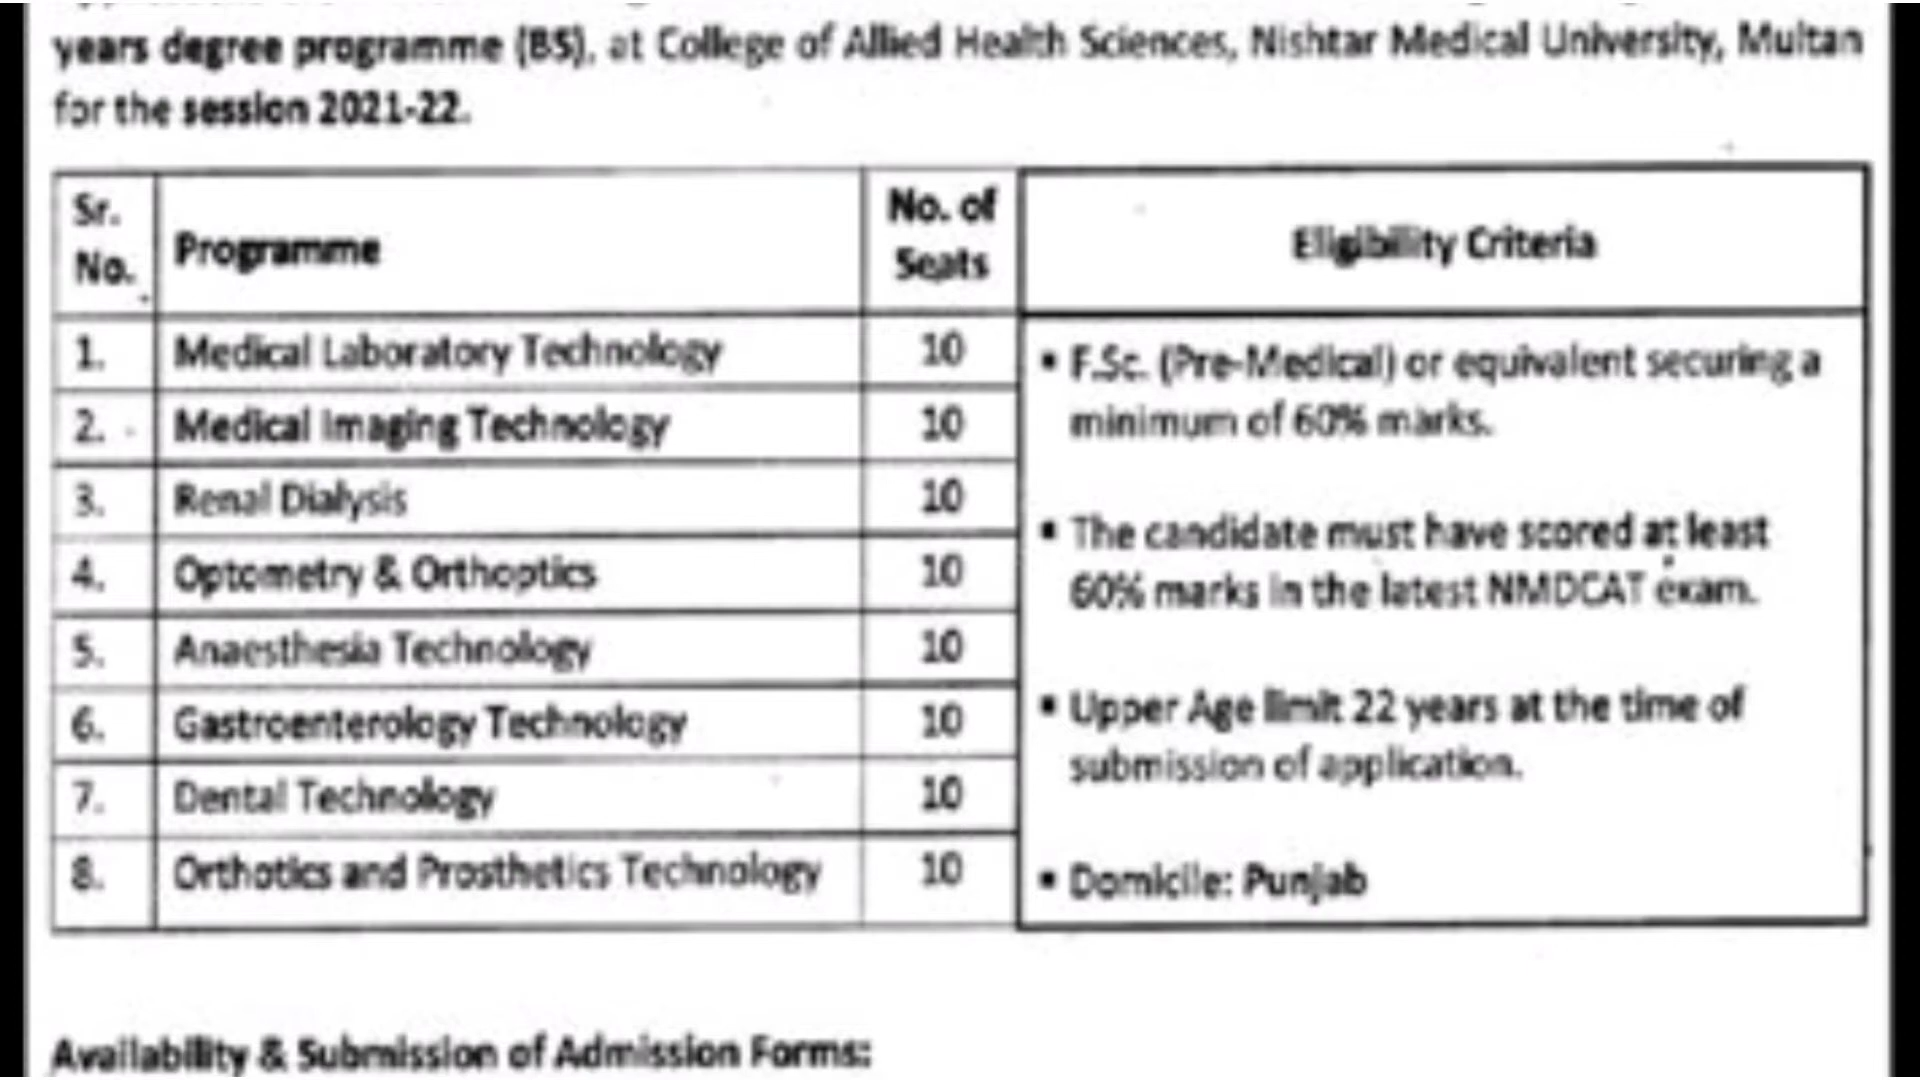 years degree programme (BS), at College of Allied Health Sciences, Nishtar Medical University, Multan
for the session 2021-22.
Sr. No. Programme No. of Seats Eligibility Criteria
1. Medical Laboratory Technology 10
2. Medical Imaging Technology 10
3. Renal Dialysis 10
4. Optometry & Orthoptics 10
5. Anaesthesia Technology 10
6. Gastroenterology Technology 10
7. Dental Technology 10
8. Orthotics and Prosthetics Technology 10
▪ F.Sc. (Pre-Medical) or equivalent securing a
minimum of 60% marks.
▪ The candidate must have scored at least
60% marks in the latest NMDCAT exam.
▪ Upper Age limit 22 years at the time of
submission of application.
▪ Domicile: Punjab
Availability & Submission of Admission Forms: